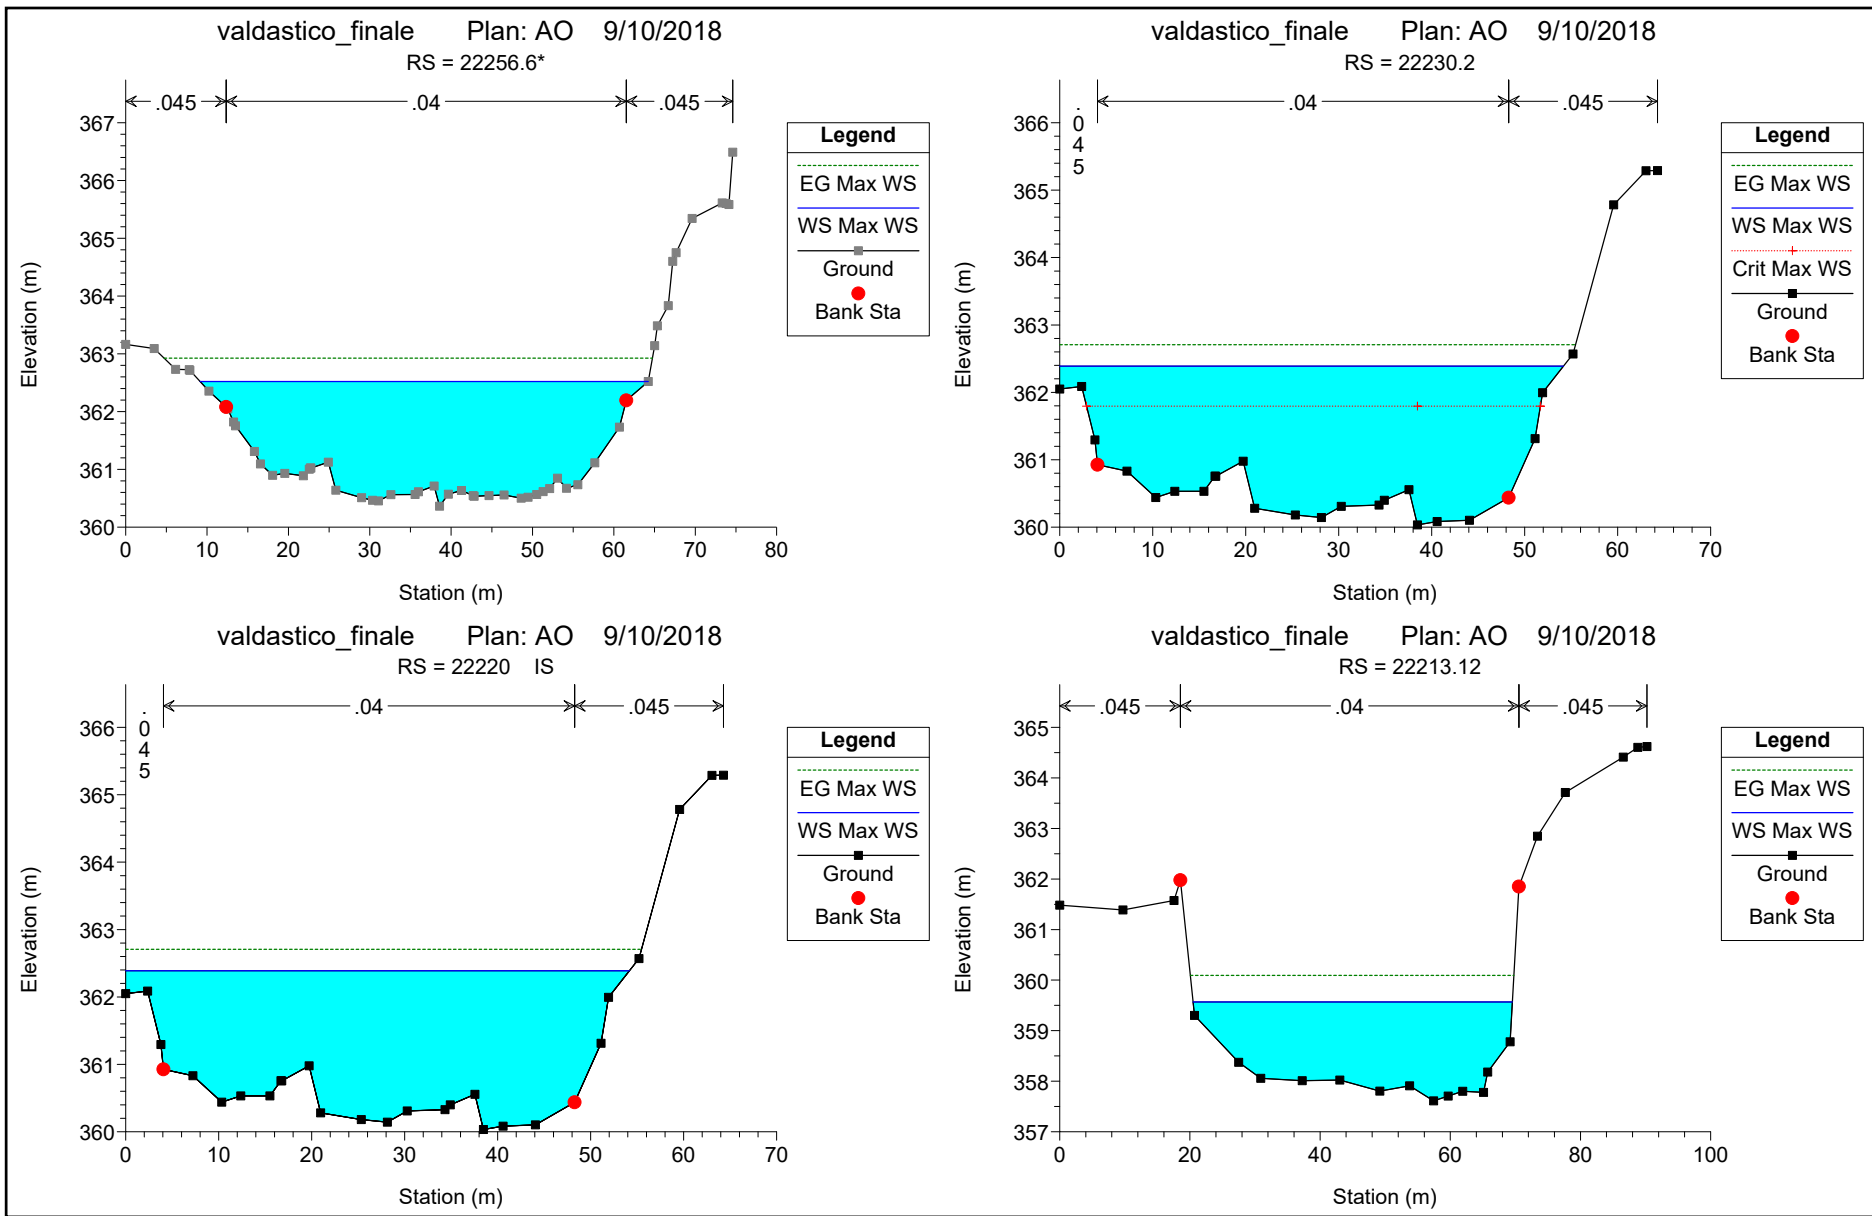 valdastico_finale Plan: AO 9/10/2018
RS = 22256.6*
.045 .04 .045
367
366
365
364
363
362
361
360
Elevation (m)
0 10 20 30 40 50 60 70 80
Station (m)
Legend
EG Max WS
WS Max WS
Ground
Bank Sta
valdastico_finale Plan: AO 9/10/2018
RS = 22230.2
.045 .04 .045
366
365
364
363
362
361
360
Elevation (m)
0 10 20 30 40 50 60 70
Station (m)
Legend
EG Max WS
WS Max WS
Crit Max WS
Ground
Bank Sta
valdastico_finale Plan: AO 9/10/2018
RS = 22220 IS
.045 .04 .045
366
365
364
363
362
361
360
Elevation (m)
0 10 20 30 40 50 60 70
Station (m)
Legend
EG Max WS
WS Max WS
Ground
Bank Sta
valdastico_finale Plan: AO 9/10/2018
RS = 22213.12
.045 .04 .045
365
364
363
362
361
360
359
358
357
Elevation (m)
0 20 40 60 80 100
Station (m)
Legend
EG Max WS
WS Max WS
Ground
Bank Sta